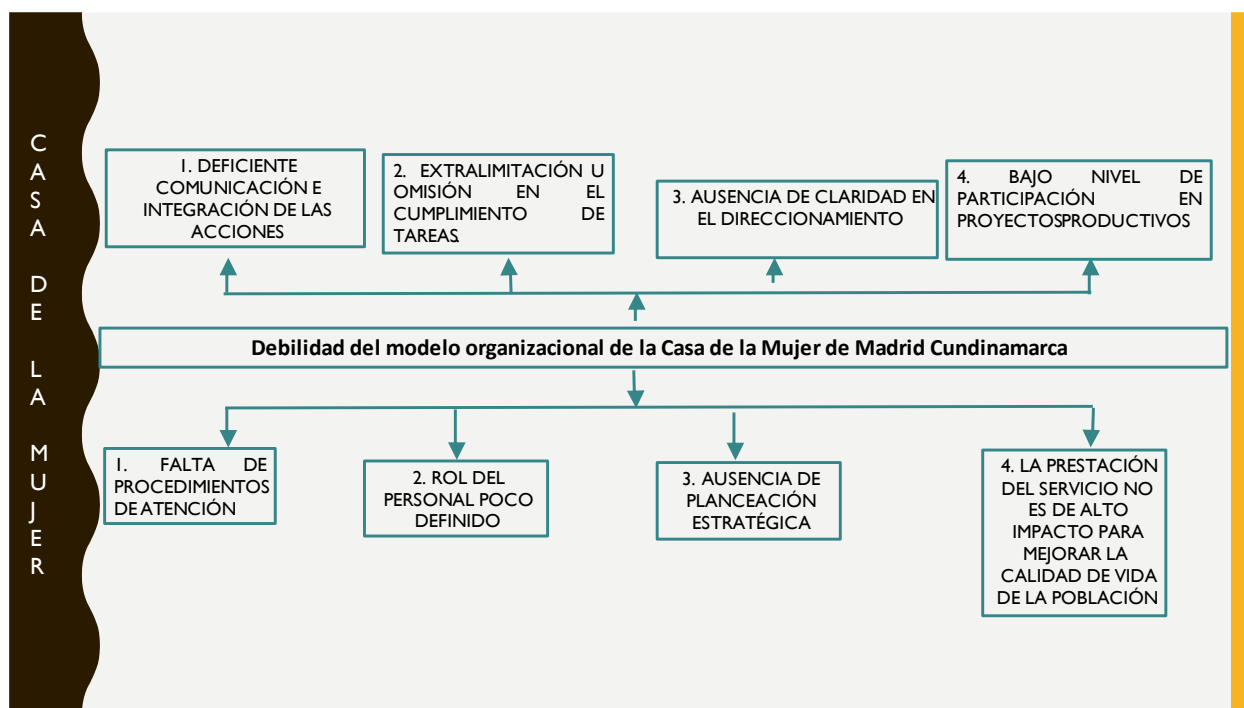 CASA DE LA MUJER
1. DEFICIENTE
COMUNICACIÓN E
INTEGRACIÓN DE LAS
ACCIONES
2. EXTRALIMITACIÓN U
OMISIÓN EN EL
CUMPLIMIENTO DE
TAREAS.
3. AUSENCIA DE CLARIDAD EN
EL DIRECCIONAMIENTO
4. BAJO NIVEL DE
PARTICIPACIÓN EN
PROYECTOSPRODUCTIVOS
Debilidad del modelo organizacional de la Casa de la Mujer de Madrid Cundinamarca
1. FALTA DE
PROCEDIMIENTOS
DE ATENCIÓN
2. ROL DEL
PERSONAL POCO
DEFINIDO
3. AUSENCIA DE
PLANCEACIÓN
ESTRATÉGICA
4. LA PRESTACIÓN
DEL SERVICIO NO
ES DE ALTO
IMPACTO PARA
MEJORAR LA
CALIDAD DE VIDA
DE LA POBLACIÓN